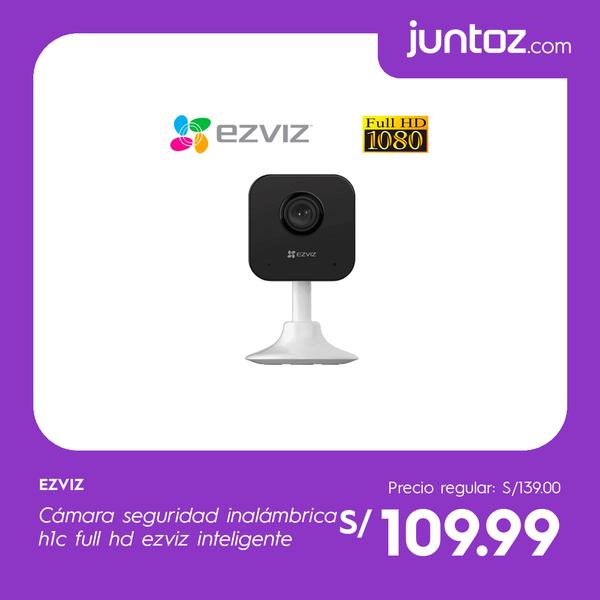 juntoz.com
ezviz™
Full HD
1080
EZVIZ
EZVIZ
Precio regular: S/139.00
Cámara seguridad inalámbrica
h1c full hd ezviz inteligente
S/109.99